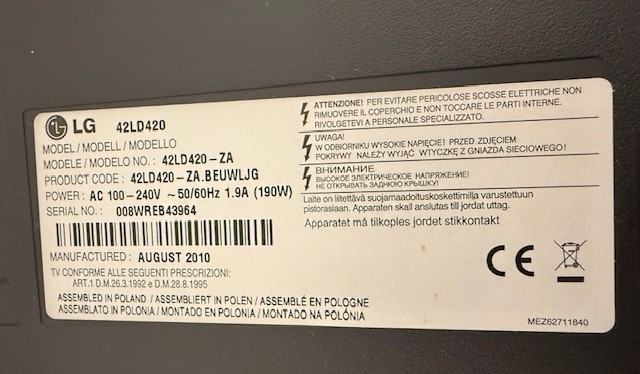 LG 42LD420
MODEL / MODELL / MODELLO
MODELE / MODELO NO. : 42LD420-ZA
PRODUCT CODE : 42LD420-ZA.BEUWLJG
POWER : AC 100-240V ~50/60Hz 1.9A (190W)
SERIAL NO. : 008WREB43964
MANUFACTURED : AUGUST 2010
TV CONFORME ALLE SEGUENTI PRESCRIZIONI:
ART.1 D.M.26.3.1992 e D.M.28.8.1995
ASSEMBLED IN POLAND / ASSEMBLIERT IN POLEN / ASSEMBLÉ EN POLOGNE
ASSEMBLATO IN POLONIA / MONTADO EN POLONIA / MONTADO NA POLÓNIA
ATTENZIONE! PER EVITARE PERICOLOSE SCOSSE ELETTRICHE NON
RIMUOVERE IL COPERCHIO E NON TOCCARE LE PARTI INTERNE.
RIVOLGETEVI A PERSONALE SPECIALIZZATO.
UWAGA!
W ODBIORNIKU WYSOKIE NAPIĘCIE! PRZED ZDJĘCIEM
POKRYWY NALEŻY WYJĄĆ WTYCZKĘ Z GNIAZDA SIECIOWEGO!
ВНИМАНИЕ
ВЫСОКОЕ ЭЛЕКТРИЧЕСКОЕ НАПРЯЖЕНИЕ!
НЕ ОТКРЫВАТЬ ЗАДНЮЮ КРЫШКУ!
Laite on liitettävä suojamaadoituskoskettimilla varustettuun
pistorasiaan. Apparaten skall anslutas till jordat uttag.
Apparatet må tilkoples jordet stikkontakt
CE
MEZ62711840